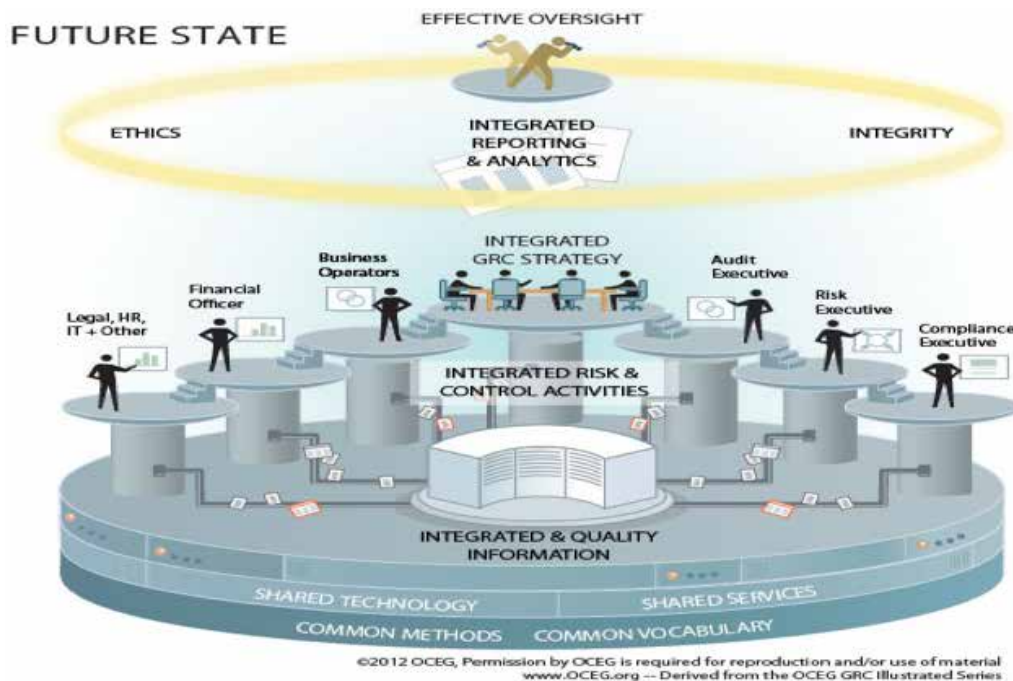 EFFECTIVE OVERSIGHT
FUTURE STATE
ETHICS
INTEGRATED
REPORTING
& ANALYTICS
INTEGRITY
INTEGRATED
GRC STRATEGY
Business
Operators
Audit
Executive
Financial
Officer
Risk
Executive
Legal, HR,
IT + Other
Compliance
Executive
INTEGRATED RISK &
CONTROL ACTIVITIES
INTEGRATED & QUALITY
INFORMATION
SHARED TECHNOLOGY
SHARED SERVICES
COMMON METHODS COMMON VOCABULARY
©2012 OCEG, Permission by OCEG is required for reproduction and/or use of material
www.OCEG.org -- Derived from the OCEG GRC Illustrated Series